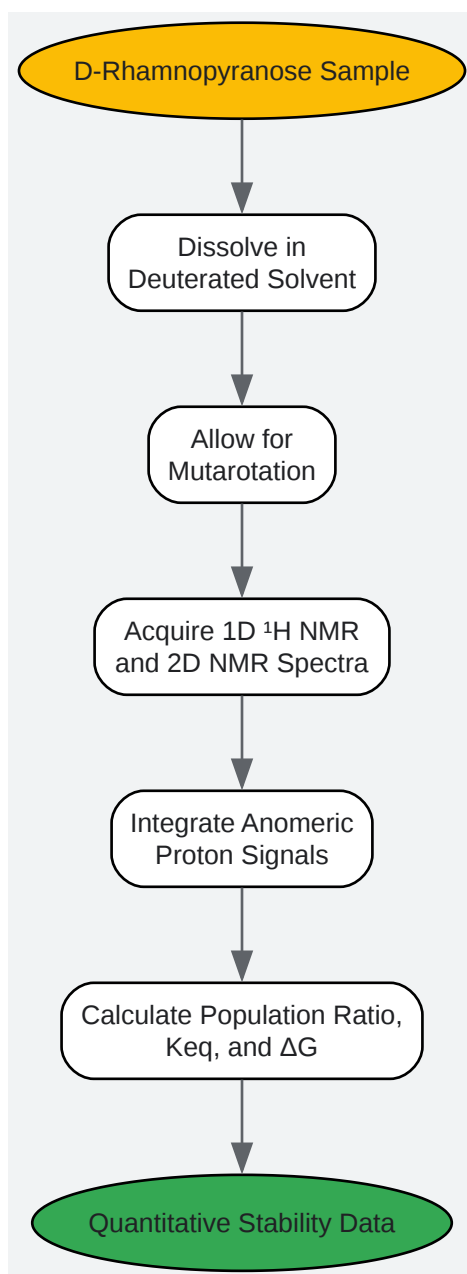 D-Rhamnopyranose Sample
Dissolve in
Deuterated Solvent
Allow for
Mutarotation
Acquire 1D ¹H NMR
and 2D NMR Spectra
Integrate Anomeric
Proton Signals
Calculate Population Ratio,
Keq, and ΔG
Quantitative Stability Data